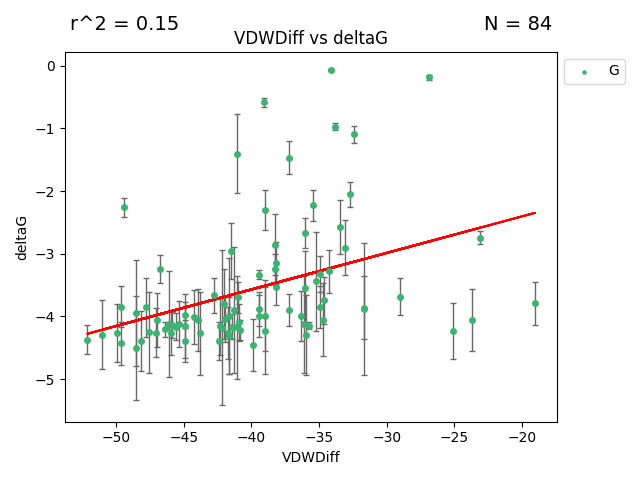 r^2 = 0.15
N = 84
VDWDiff vs deltaG
G
0
−1
−2
−3
−4
−5
deltaG
−50
−45
−40
−35
−30
−25
−20
VDWDiff